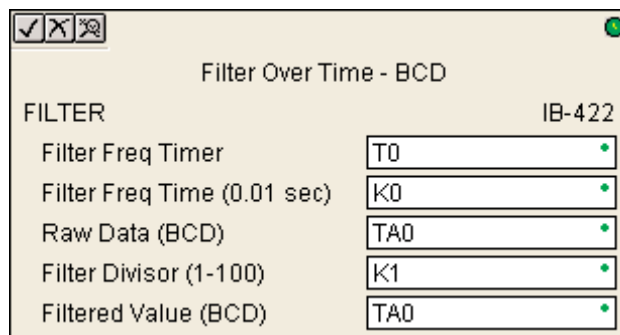 Filter Over Time - BCD
FILTER IB-422
Filter Freq Timer T0
Filter Freq Time (0.01 sec) K0
Raw Data (BCD) TA0
Filter Divisor (1-100) K1
Filtered Value (BCD) TA0